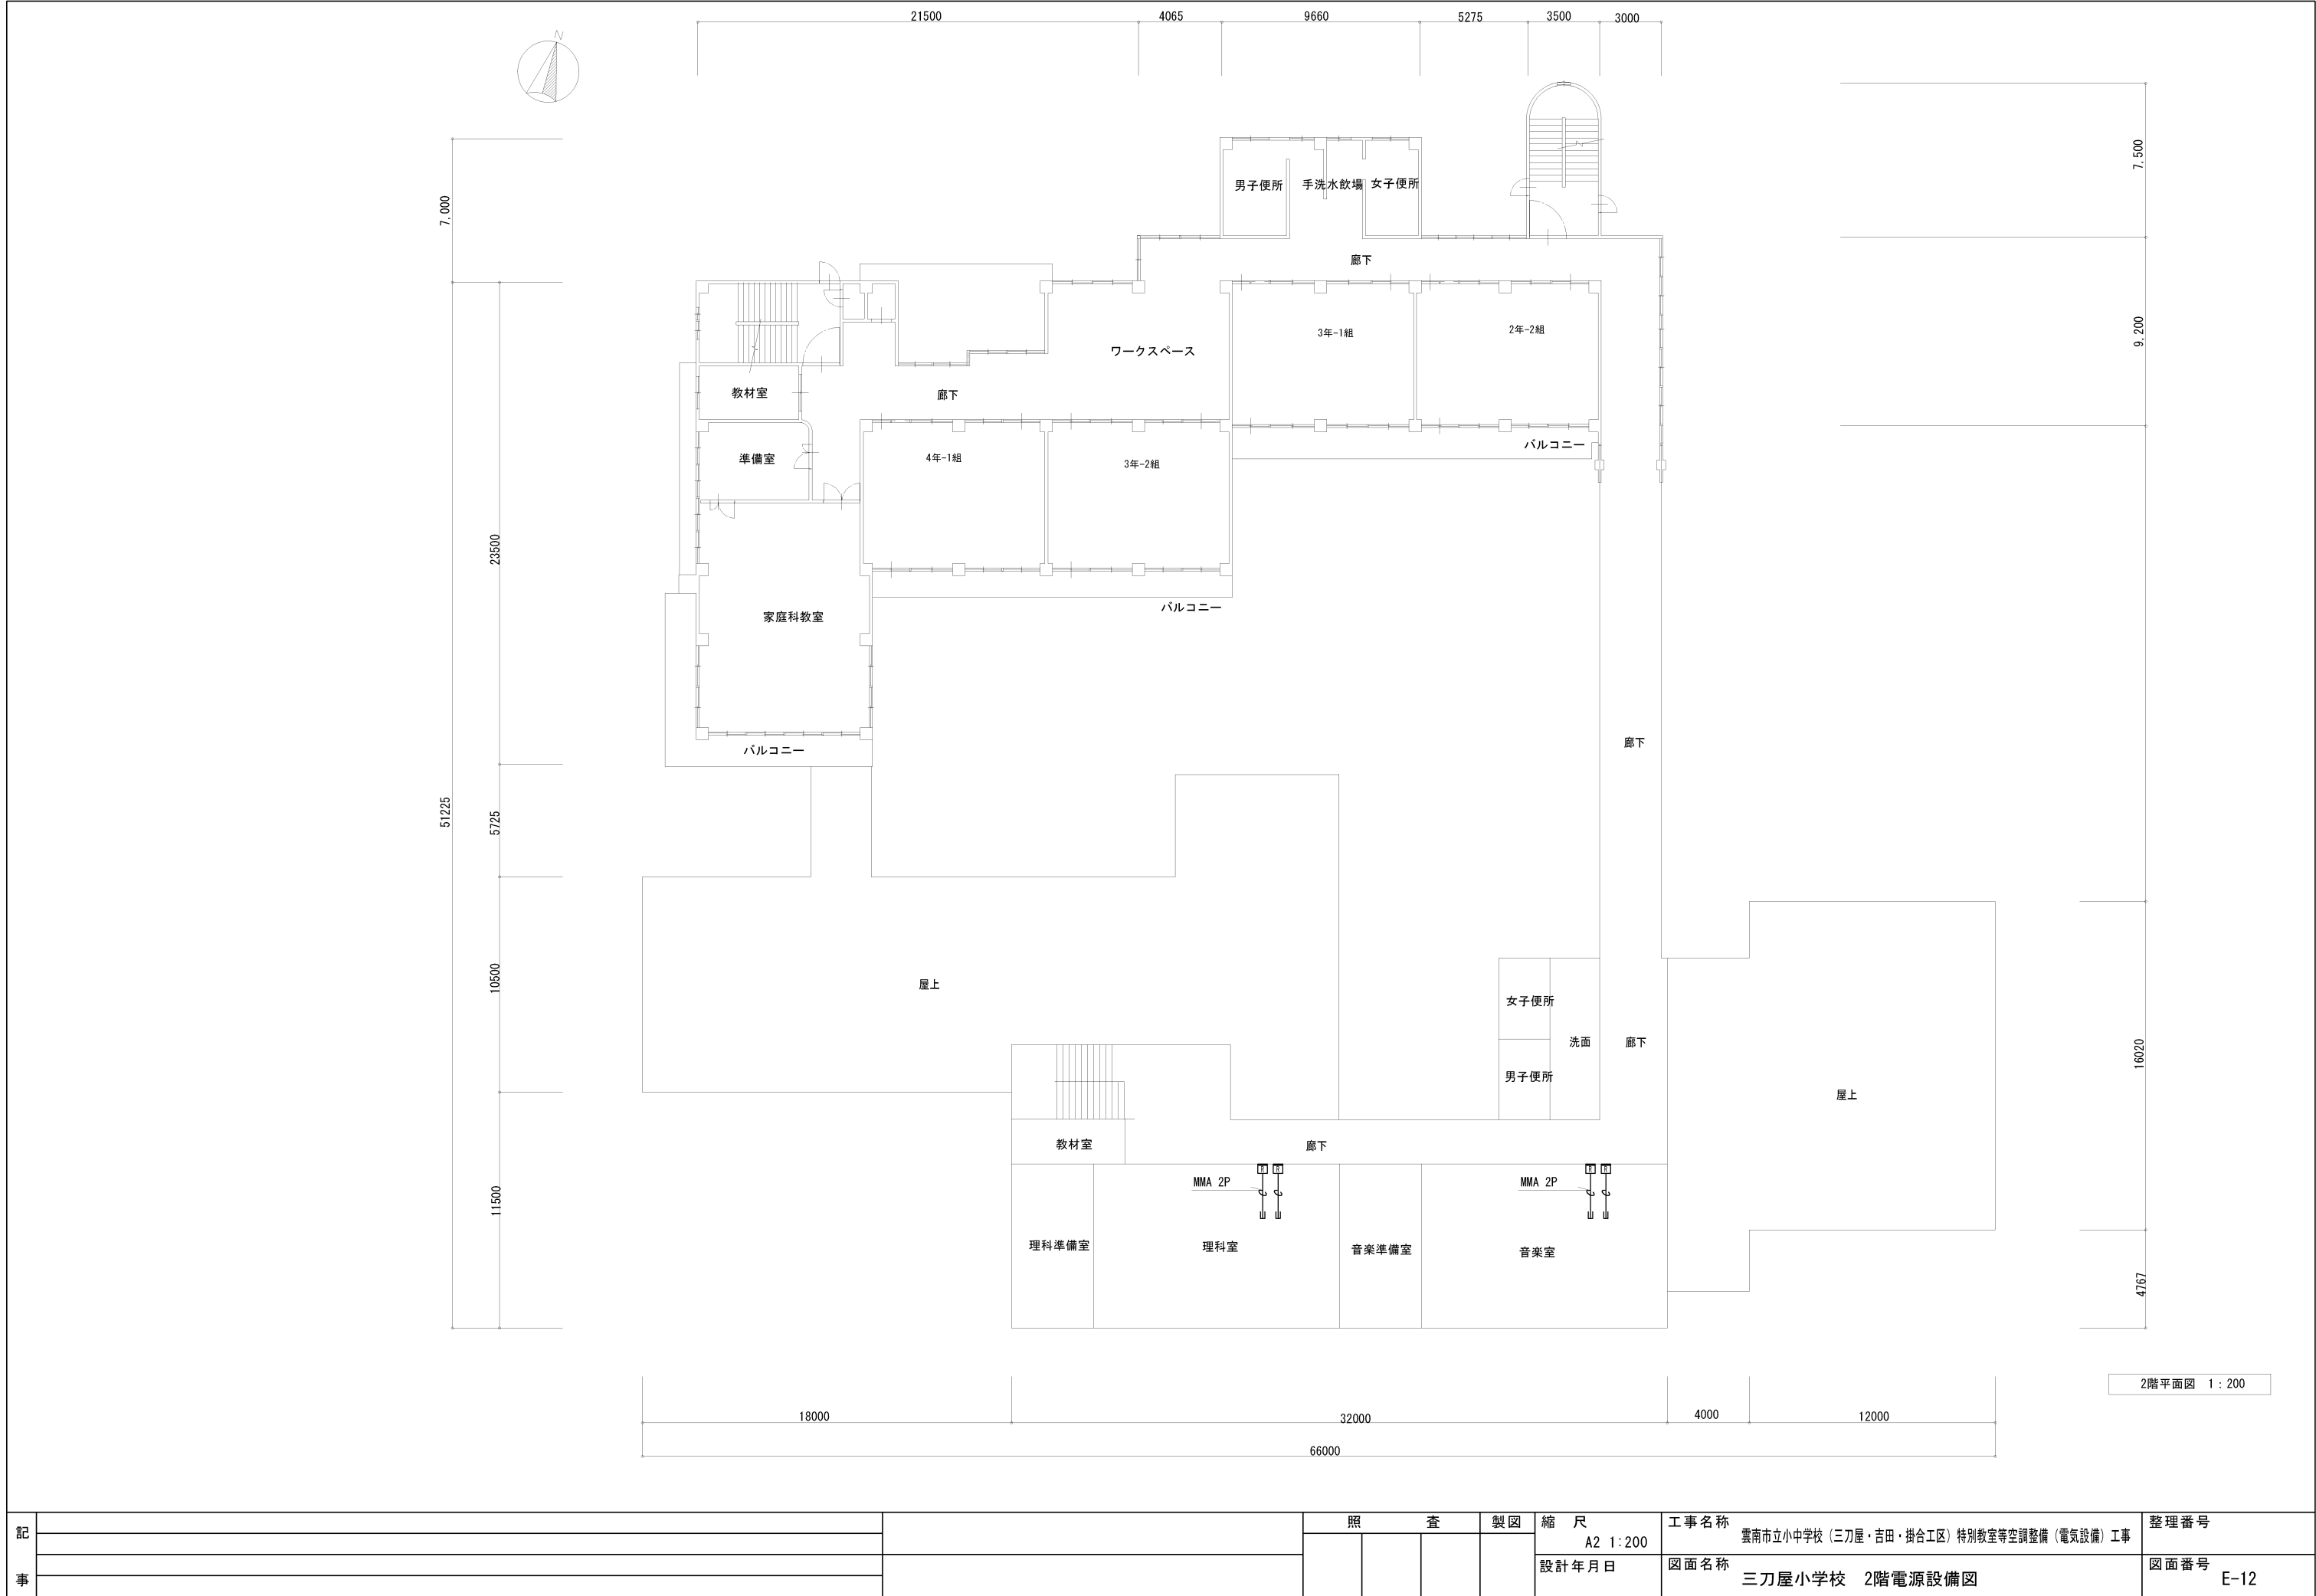 21500 4065 9660 5275 3500 3000
N
7,500
7,000
男子便所 手洗水飲場 女子便所
廊下
3年-1組 2年-2組
9,200
ワークスペース
教材室
廊下
バルコニー
準備室
4年-1組 3年-2組
23500
家庭科教室
バルコニー
バルコニー
廊下
51225
5725
10500
屋上
女子便所
洗面 廊下
男子便所
16020
屋上
教材室
廊下
R R R R
MMA 2P MMA 2P
11500
理科準備室 理科室 音楽準備室 音楽室
4767
2階平面図 1:200
18000 32000 4000 12000
66000
記事
照 査 製図 縮 尺
A2 1:200
設計年月日
工事名称 雲南市立小中学校(三刀屋・吉田・掛合工区)特別教室等空調整備(電気設備)工事
整理番号
図面名称 三刀屋小学校 2階電源設備図
図面番号 E-12